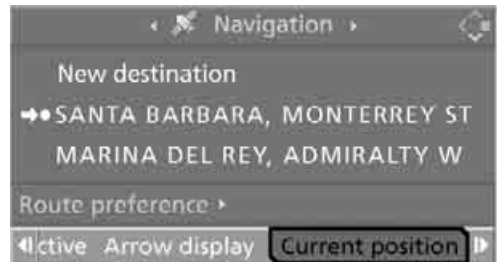 Navigation
New destination
SANTA BARBARA, MONTERREY ST
MARINA DEL REY, ADMIRALTY W
Route preference
ctive Arrow display Current position